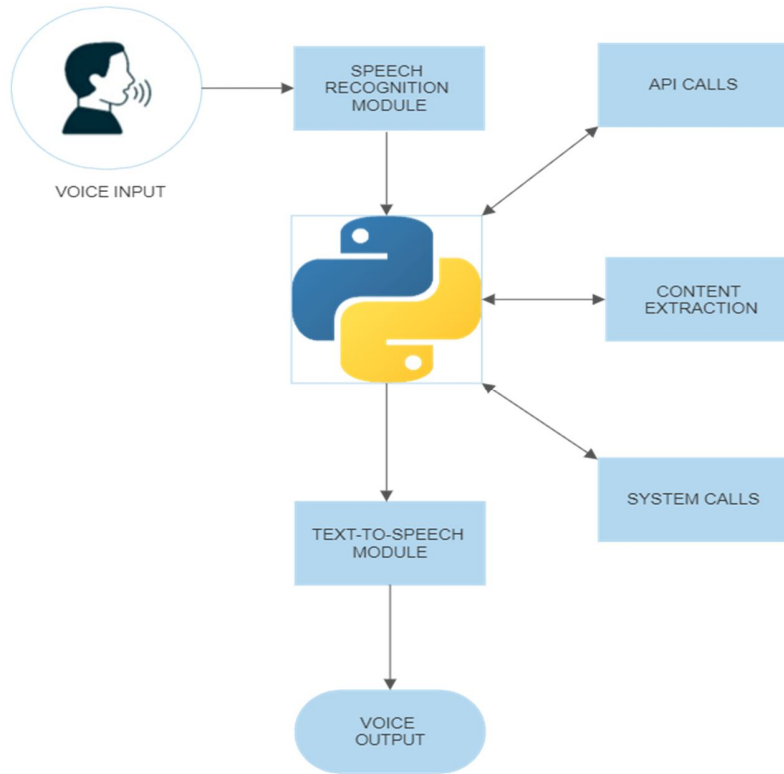 SPEECH
RECOGNITION
MODULE
API CALLS
VOICE INPUT
CONTENT
EXTRACTION
SYSTEM CALLS
TEXT-TO-SPEECH
MODULE
VOICE
OUTPUT